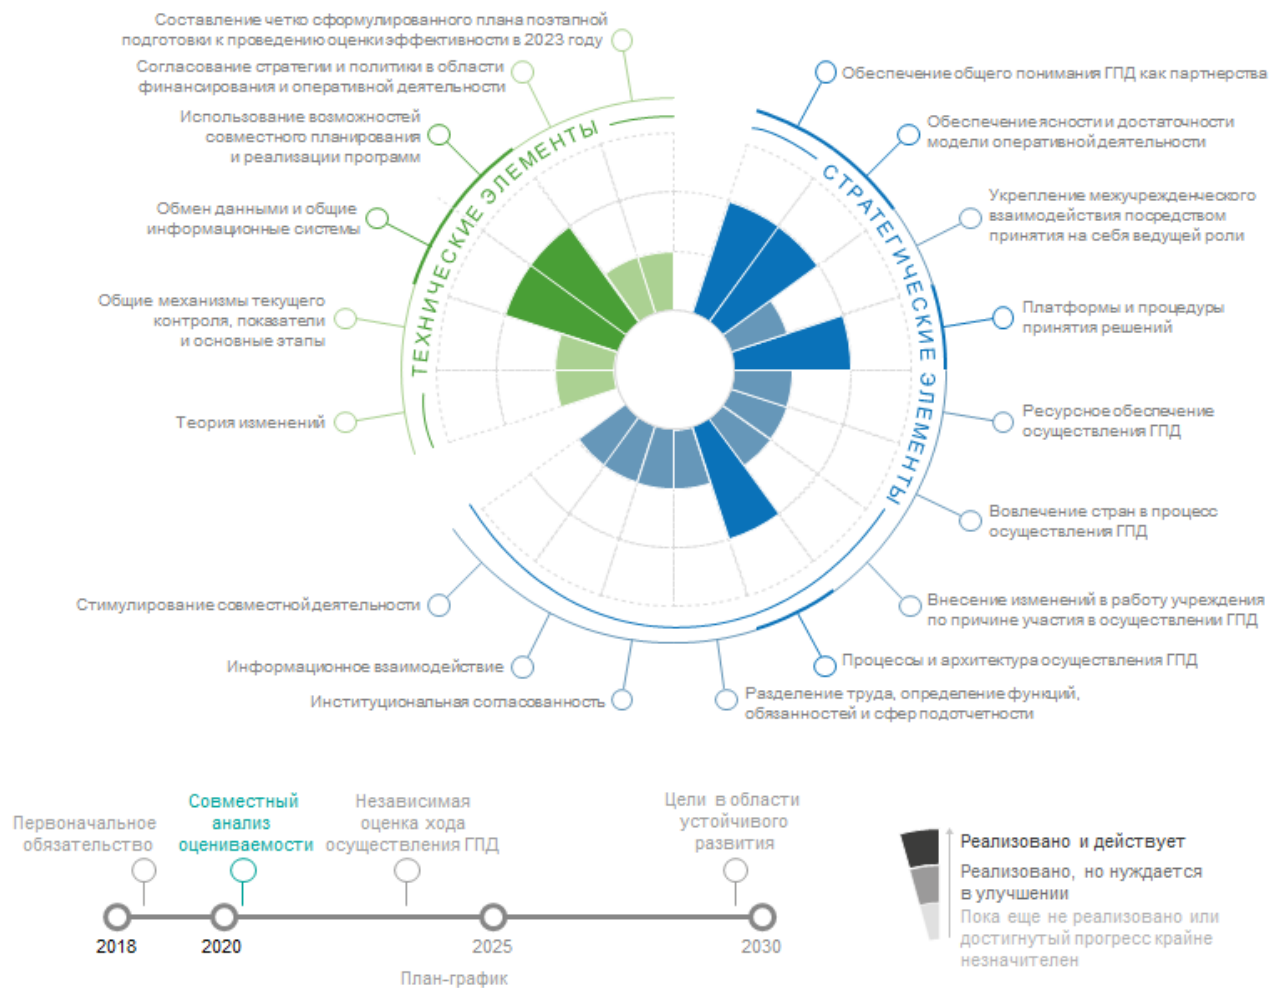 Составление четко сформулированного плана поэтапной
подготовки к проведению оценки эффективности в 2023 году
Согласование стратегии и политики в области
финансирования и оперативной деятельности
Использование возможностей
совместного планирования
и реализации программ
Обмен данными и общие
информационные системы
Общие механизмы текущего
контроля, показатели
и основные этапы
Теория изменений
ТЕХНИЧЕСКИЕ ЭЛЕМЕНТЫ
СТРАТЕГИЧЕСКИЕ ЭЛЕМЕНТЫ
Обеспечение общего понимания ГПД как партнерства
Обеспечение ясности и достаточности
модели оперативной деятельности
Укрепление межучрежденческого
взаимодействия посредством
принятия на себя ведущей роли
Платформы и процедуры
принятия решений
Ресурсное обеспечение
осуществления ГПД
Вовлечение стран в процесс
осуществления ГПД
Внесение изменений в работу учреждения
по причине участия в осуществлении ГПД
Процессы и архитектура осуществления ГПД
Разделение труда, определение функций,
обязанностей и сфер подотчетности
Стимулирование совместной деятельности
Информационное взаимодействие
Институциональная согласованность
Первоначальное
обязательство
Совместный
анализ
оцениваемости
Независимая
оценка хода
осуществления ГПД
Цели в области
устойчивого
развития
2018
2020
2025
2030
План-график
Реализовано и действует
Реализовано, но нуждается
в улучшении
Пока еще не реализовано или
достигнутый прогресс крайне
незначителен